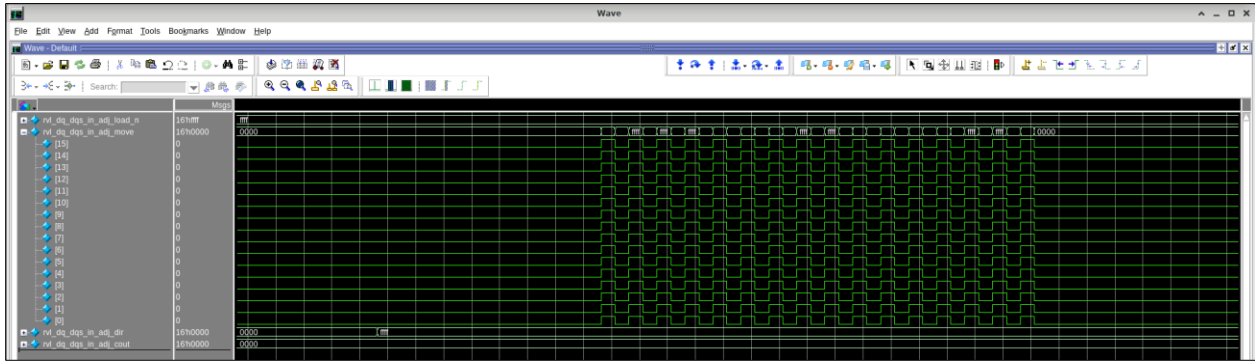 Wave
File Edit View Add Format Tools Bookmarks Window Help
Wave - Default
Search:
Msgs
rvl_dq_dqs_in_adj_load_n 16'hffff ffff
rvl_dq_dqs_in_adj_move 16'h0000 0000 ffff ffff ffff ffff ffff ffff ffff 0000
[15] 0
[14] 0
[13] 0
[12] 0
[11] 0
[10] 0
[9] 0
[8] 0
[7] 0
[6] 0
[5] 0
[4] 0
[3] 0
[2] 0
[1] 0
[0] 0
rvl_dq_dqs_in_adj_dir 16'h0000 0000 ffff
rvl_dq_dqs_in_adj_cout 16'h0000 0000